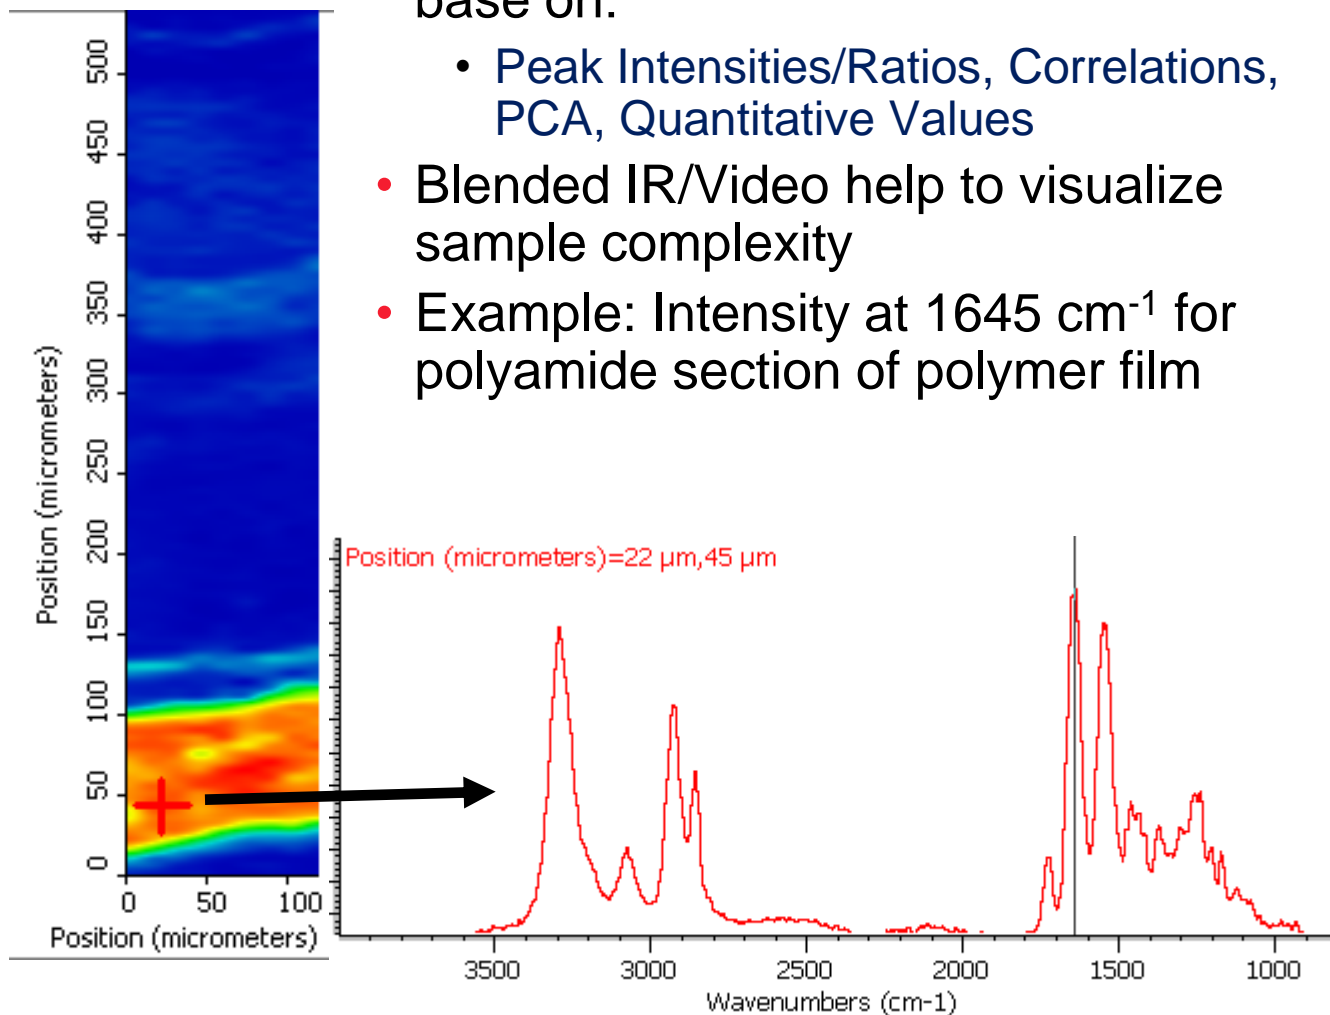 base on:
• Peak Intensities/Ratios, Correlations,
PCA, Quantitative Values
• Blended IR/Video help to visualize
sample complexity
• Example: Intensity at 1645 cm-1 for
polyamide section of polymer film
Position (micrometers)
500
450
400
350
300
250
200
150
100
50
0
0 50 100
Position (micrometers)
Position (micrometers)=22 µm,45 µm
3500 3000 2500 2000 1500 1000
Wavenumbers (cm-1)